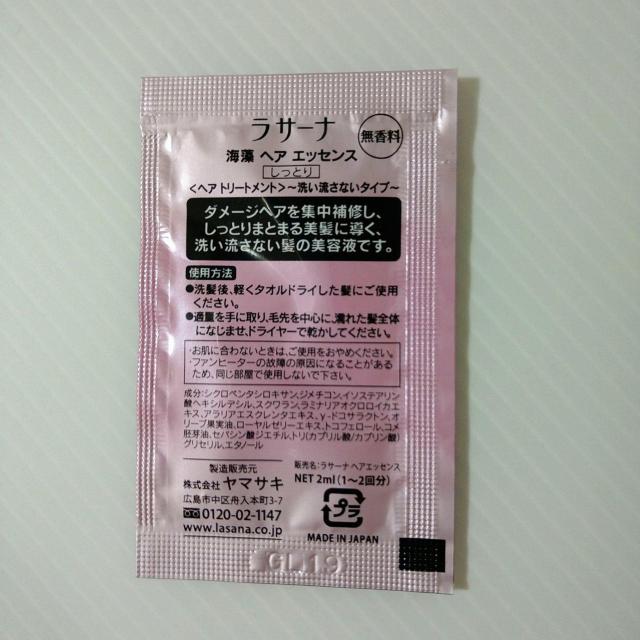 ラサーナ
無香料
海藻 ヘア エッセンス
しっとり
<ヘア トリートメント>～洗い流さないタイプ～
ダメージヘアを集中補修し、
しっとりまとまる美髪に導く、
洗い流さない髪の美容液です。
使用方法
●洗髪後、軽くタオルドライした髪にご使用
ください。
●適量を手に取り、毛先を中心に、濡れた髪全体
になじませ、ドライヤーで乾かしてください。
・お肌に合わないときは、ご使用をおやめください。
・ファンヒーターの故障の原因になることがある
ため、同じ部屋で使用しないで下さい。
成分：シクロペンタシロキサン、ジメチコン、イソステアリン
酸ヘキシルデシル、スクワラン、ラミナリアオクロロイカエ
キス、アラリアエスクレンタエキス、γ-ドコサラクトン、オ
リーブ果実油、ローヤルゼリーエキス、トコフェロール、コメ
胚芽油、セバシン酸ジエチル、トリ(カプリル酸/カプリン酸)
グリセリル、エタノール
製造販売元
株式会社 ヤマサキ
広島市中区舟入本町3-7
0120-02-1147
www.lasana.co.jp
販売名：ラサーナ ヘアエッセンス
NET 2ml(1～2回分)
プラ
MADE IN JAPAN
GL19